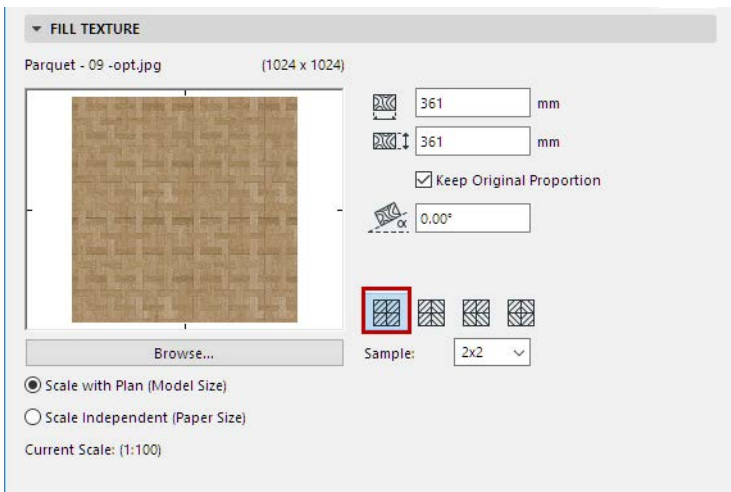 FILL TEXTURE
Parquet - 09 -opt.jpg (1024 x 1024)
361 mm
361 mm
Keep Original Proportion
α 0.00°
Browse...
Sample: 2x2
Scale with Plan (Model Size)
Scale Independent (Paper Size)
Current Scale: (1:100)